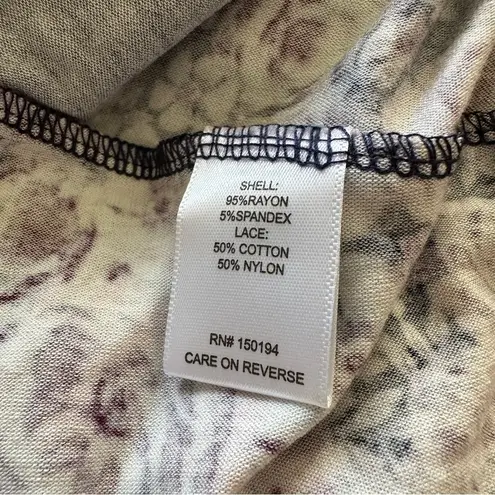 SHELL:
95%RAYON
5%SPANDEX
LACE:
50% COTTON
50% NYLON
RN# 150194
CARE ON REVERSE